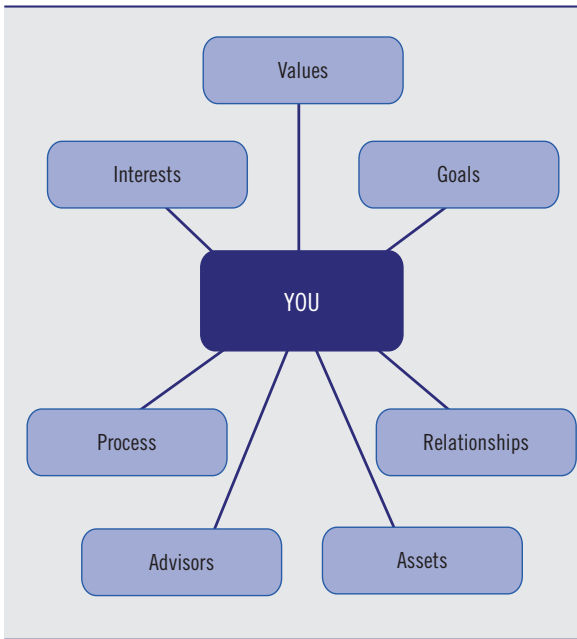 Values
Interests
Goals
YOU
Process
Relationships
Advisors
Assets